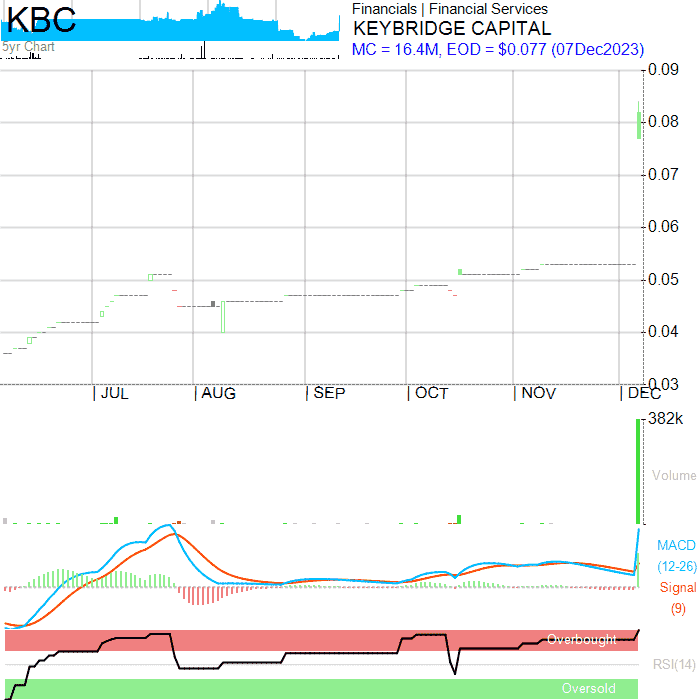 KBC
5yr Chart
Financials | Financial Services
KEYBRIDGE CAPITAL
MC = 16.4M, EOD = $0.077 (07Dec2023)
0.09
0.08
0.07
0.06
0.05
0.04
0.03
| JUL | AUG | SEP | OCT | NOV | DEC
382k
Volume
MACD
(12-26)
Signal
(9)
Overbought
RSI(14)
Oversold